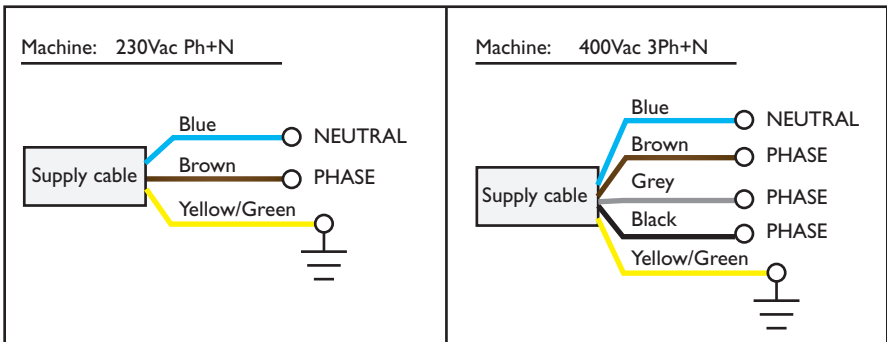 Machine: 230Vac Ph+N
Blue
NEUTRAL
Supply cable
Brown
PHASE
Yellow/Green
Machine: 400Vac 3Ph+N
Blue
NEUTRAL
Brown
PHASE
Supply cable
Grey
PHASE
Black
PHASE
Yellow/Green